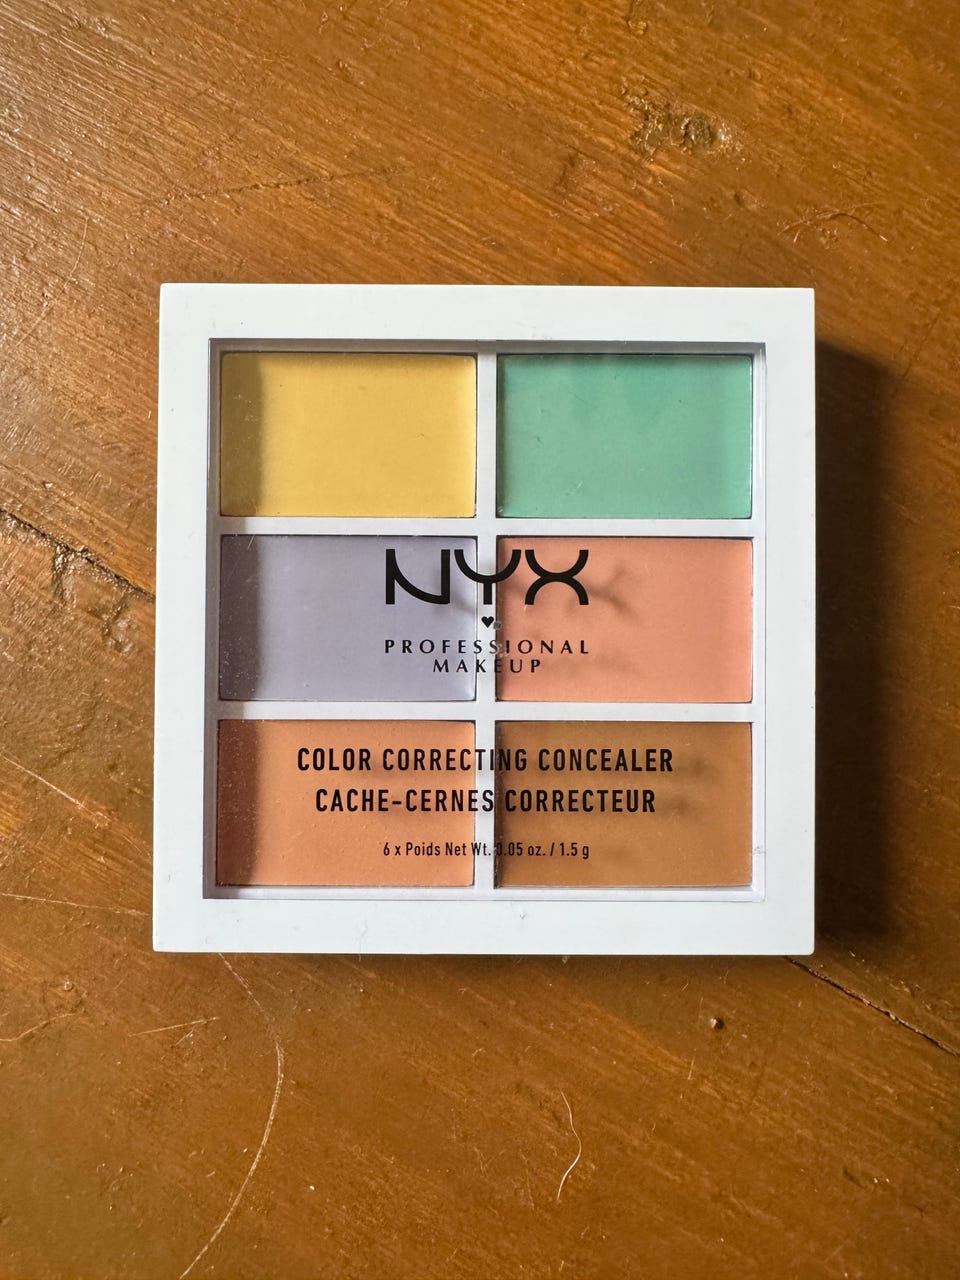 NYX
PROFESSIONAL
MAKEUP
COLOR CORRECTING CONCEALER
CACHE-CERNES CORRECTEUR
6 x Poids Net Wt. 0.05 oz. / 1.5 g